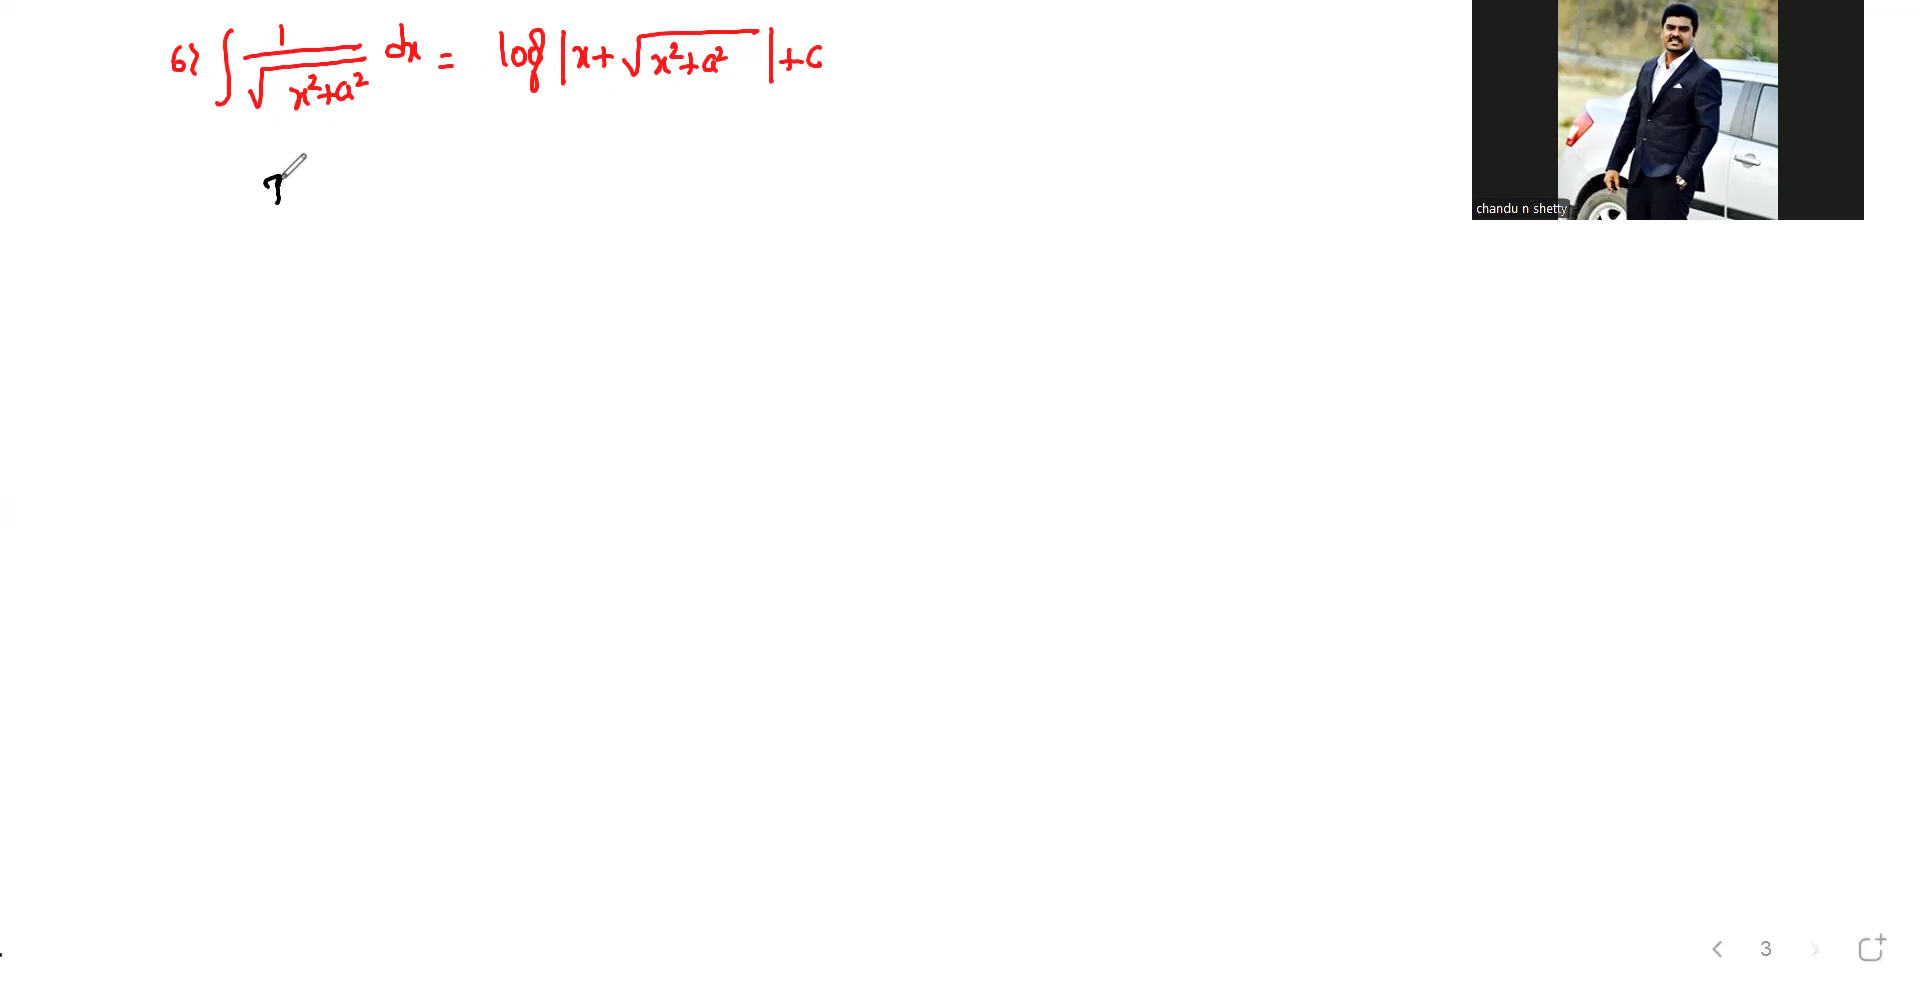 6) ∫ 1/√(x²+a²) dx = log |x+√(x²+a²)| +c
chandu n shetty
3